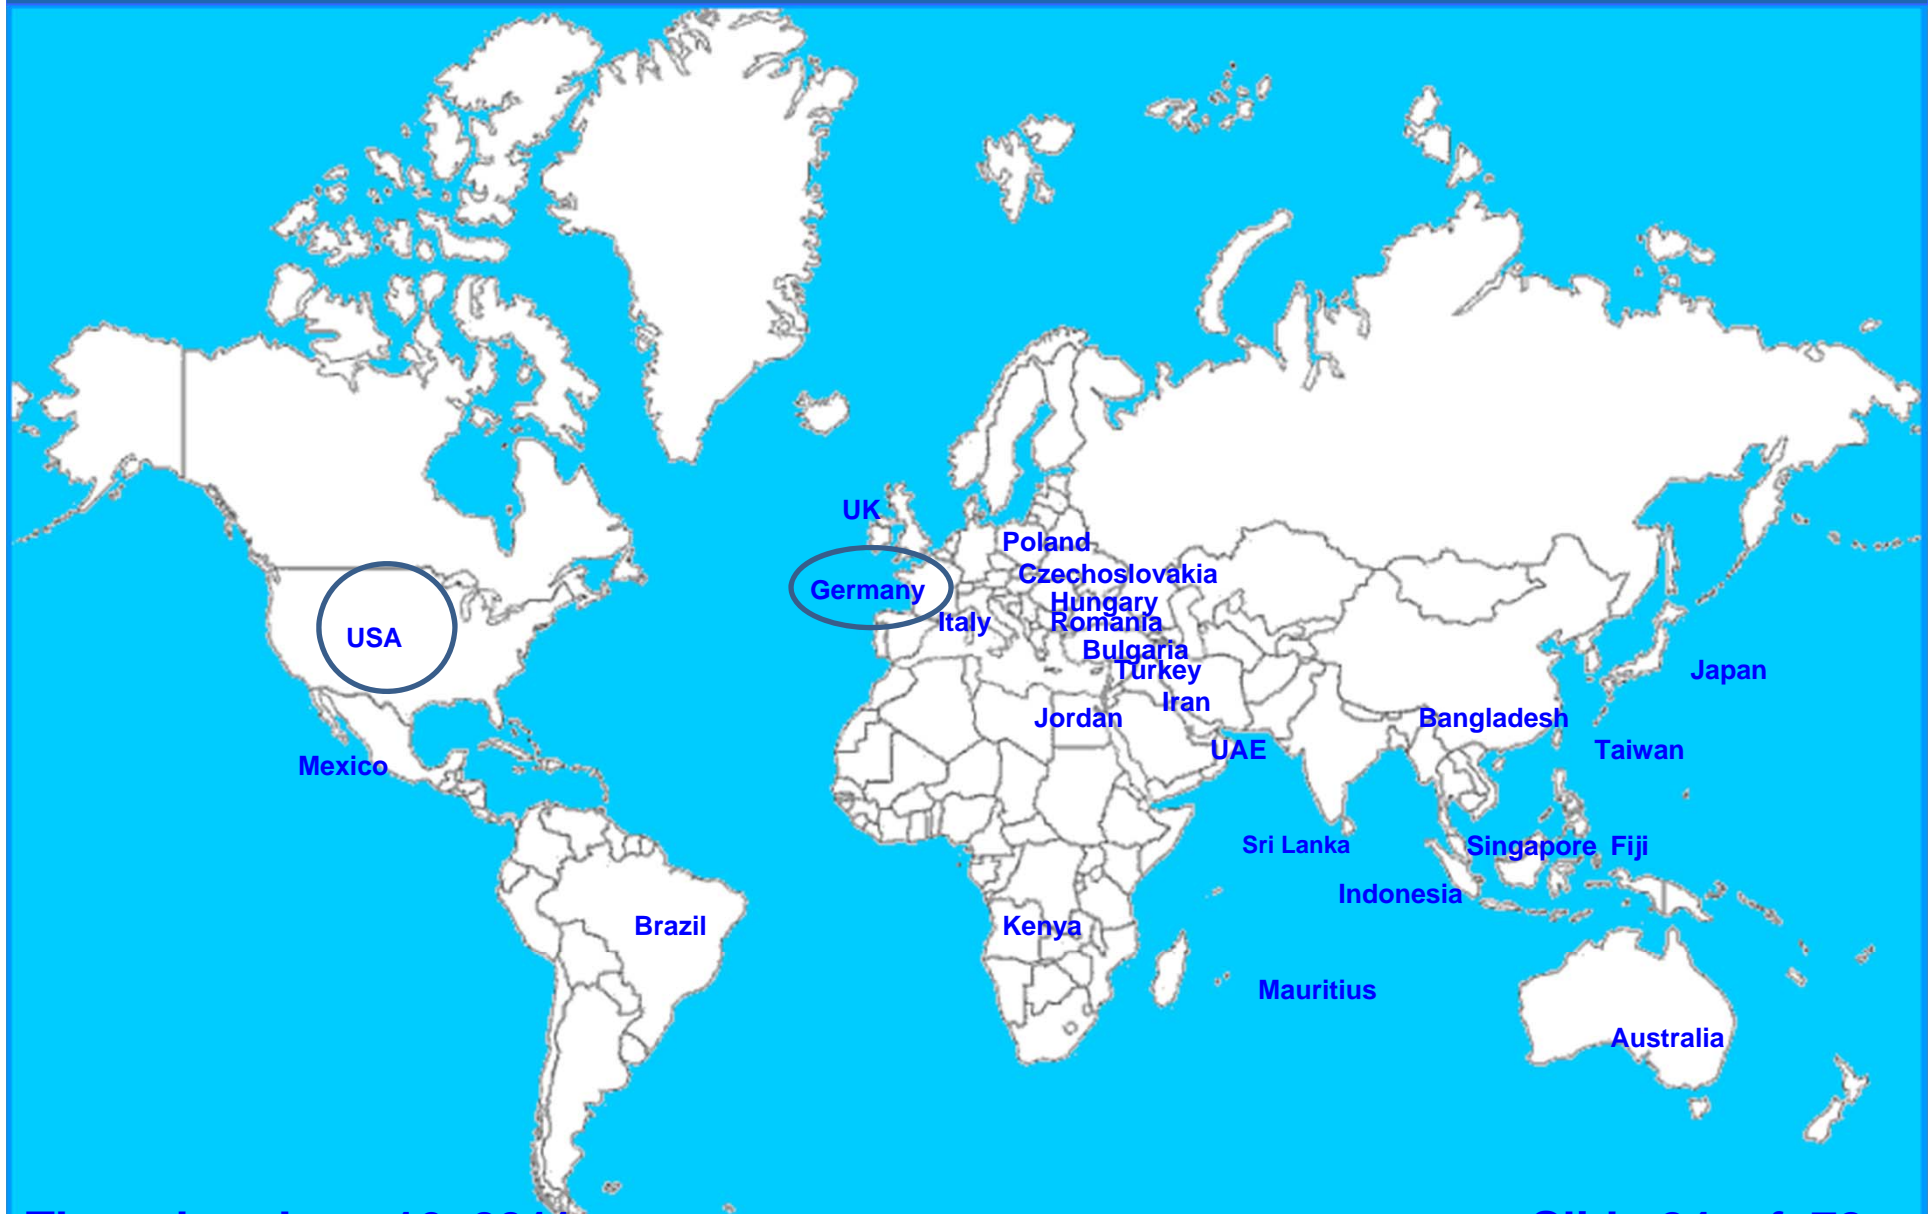 UK
Poland
Czechoslovakia
Germany
Hungary
Italy
Romania
USA
Bulgaria
Turkey
Japan
Iran
Jordan
Bangladesh
UAE
Taiwan
Mexico
Sri Lanka
Singapore Fiji
Indonesia
Brazil
Kenya
Mauritius
Australia